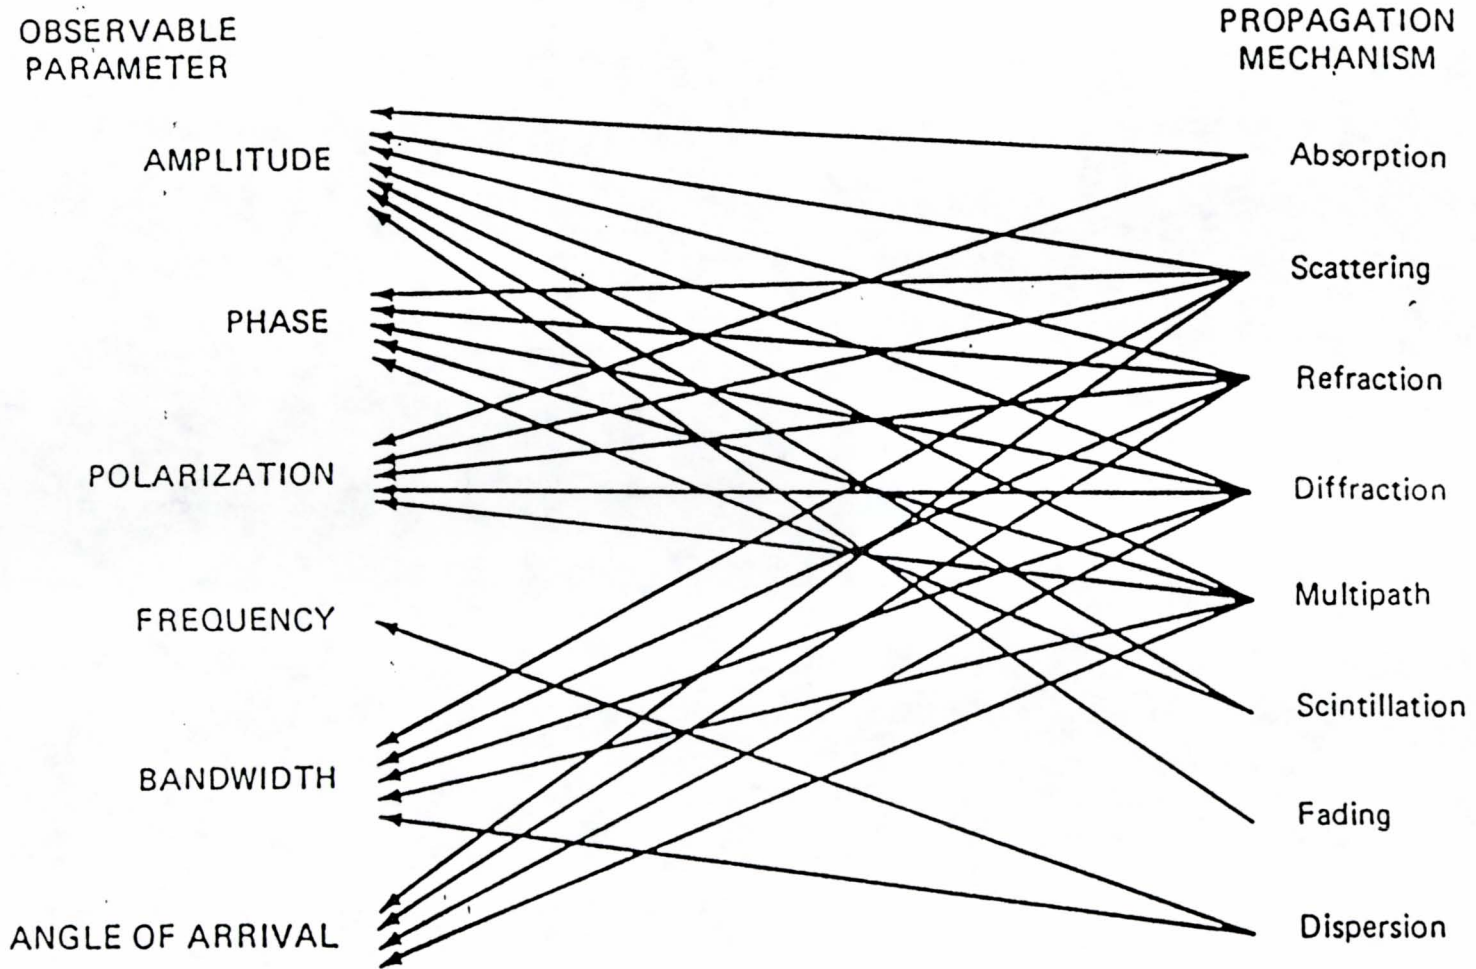 OBSERVABLE
PARAMETER
PROPAGATION
MECHANISM
AMPLITUDE
PHASE
POLARIZATION
FREQUENCY
BANDWIDTH
ANGLE OF ARRIVAL
Absorption
Scattering
Refraction
Diffraction
Multipath
Scintillation
Fading
Dispersion